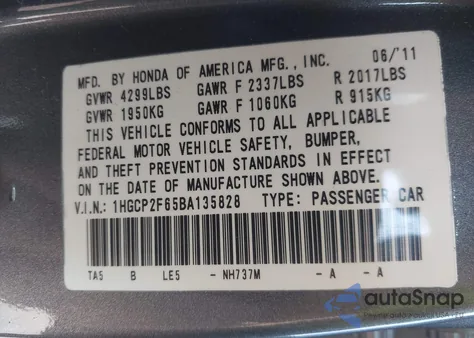 MFD. BY HONDA OF AMERICA MFG., INC. 06/'11
GVWR 4299LBS GAWR F 2337LBS R 2017LBS
GVWR 1950KG GAWR F 1060KG R 915KG
THIS VEHICLE CONFORMS TO ALL APPLICABLE
FEDERAL MOTOR VEHICLE SAFETY, BUMPER,
AND THEFT PREVENTION STANDARDS IN EFFECT
ON THE DATE OF MANUFACTURE SHOWN ABOVE.
V.I.N.: 1HGCP2F65BA135828 TYPE: PASSENGER CAR
TA5 B LE5 - NH737M - A - A
autoSnap